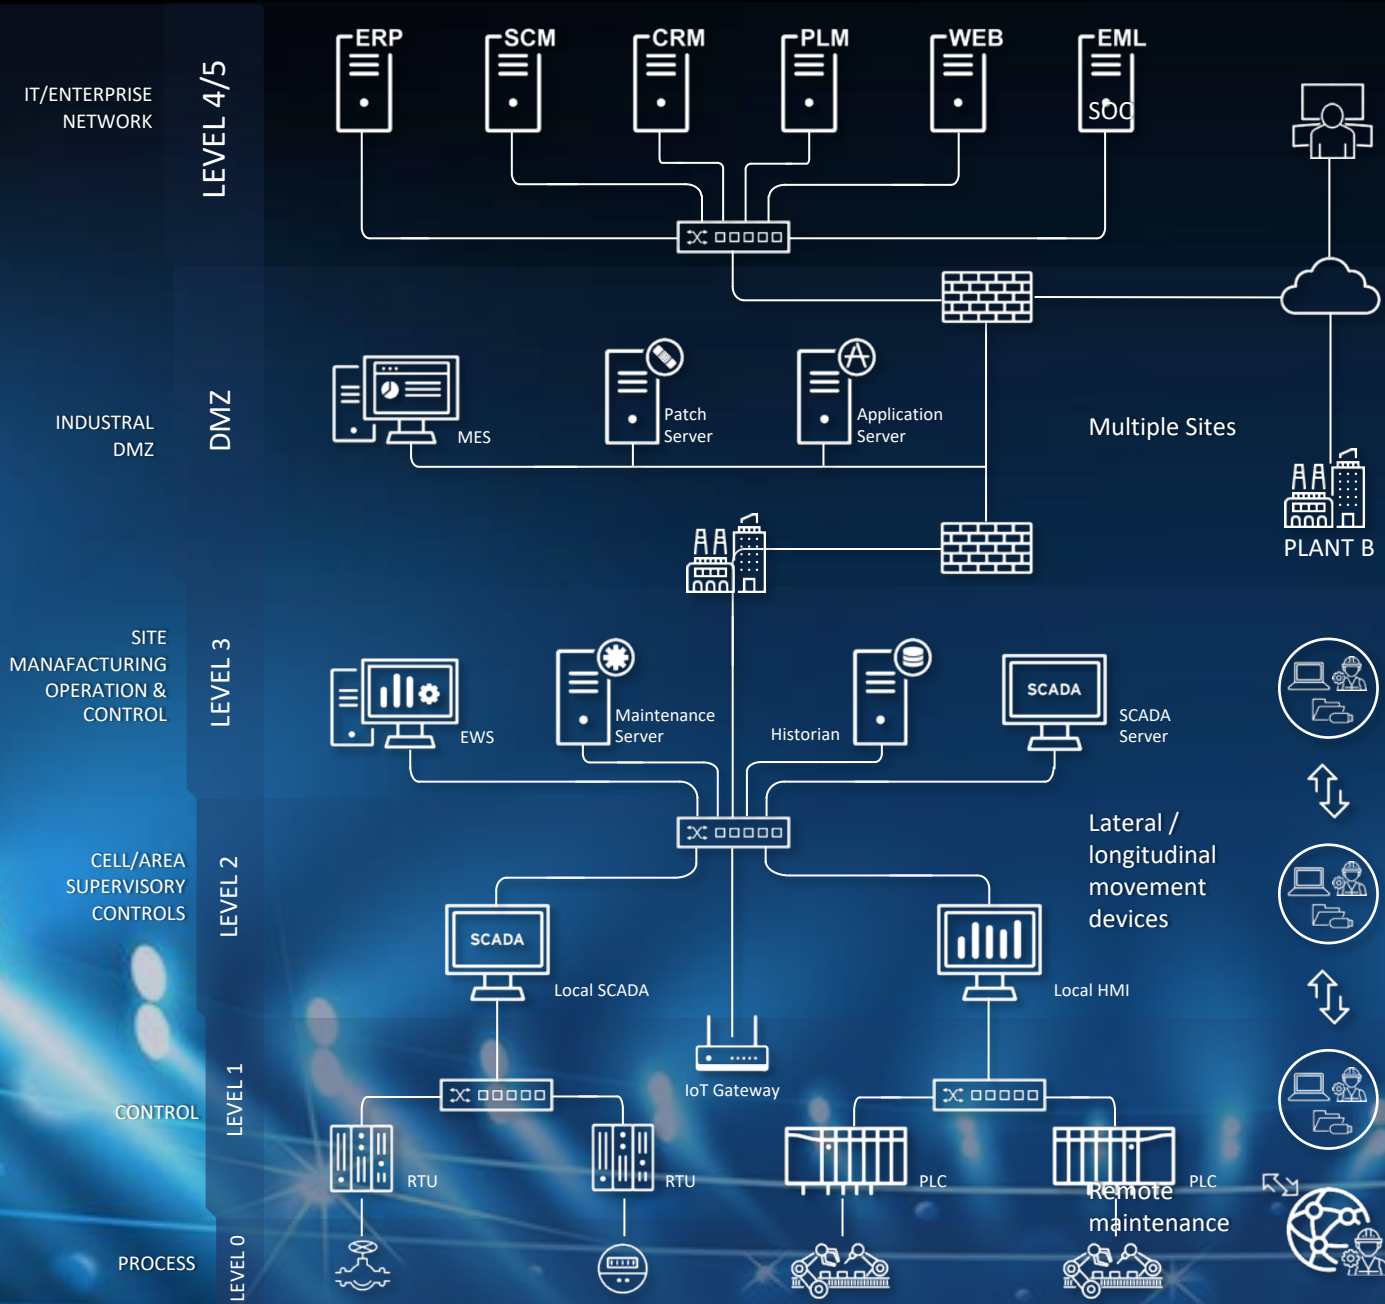 ERP
SCM
CRM
PLM
WEB
EML
SOC
IT/ENTERPRISE
NETWORK
LEVEL 4/5
INDUSTRAL
DMZ
DMZ
MES
Patch
Server
Application
Server
Multiple Sites
PLANT B
SITE
MANAFACTURING
OPERATION &
CONTROL
LEVEL 3
EWS
Maintenance
Server
Historian
SCADA
SCADA
Server
CELL/AREA
SUPERVISORY
CONTROLS
LEVEL 2
Lateral /
longitudinal
movement
devices
SCADA
Local SCADA
Local HMI
CONTROL
LEVEL 1
IoT Gateway
RTU
RTU
PLC
PLC
Remote
maintenance
PROCESS
LEVEL 0